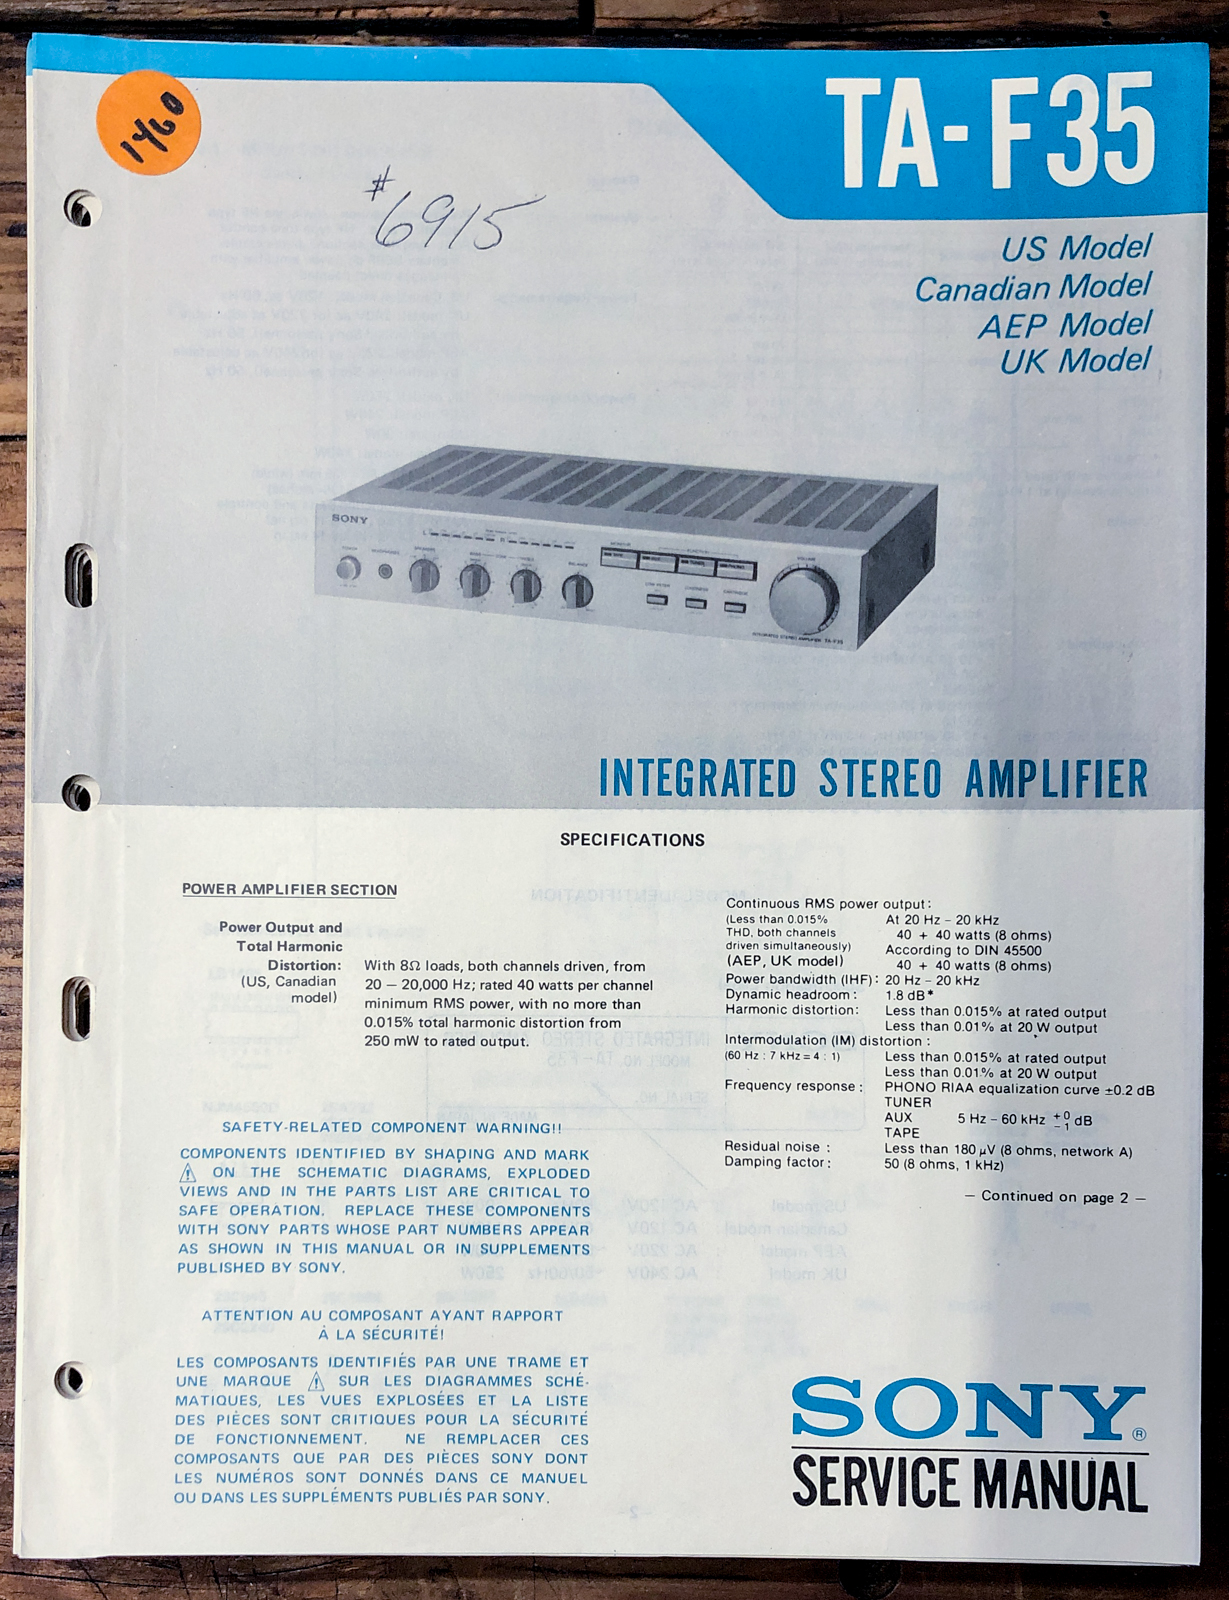 1460
#6915
TA-F35
US Model
Canadian Model
AEP Model
UK Model
SONY
INTEGRATED STEREO AMPLIFIER TA-F35
INTEGRATED STEREO AMPLIFIER
SPECIFICATIONS
POWER AMPLIFIER SECTION
Power Output and
Total Harmonic
Distortion: With 8Ω loads, both channels driven, from
(US, Canadian 20 — 20,000 Hz; rated 40 watts per channel
model) minimum RMS power, with no more than
0.015% total harmonic distortion from
250 mW to rated output.
SAFETY-RELATED COMPONENT WARNING!!
COMPONENTS IDENTIFIED BY SHADING AND MARK
⚠ ON THE SCHEMATIC DIAGRAMS, EXPLODED
VIEWS AND IN THE PARTS LIST ARE CRITICAL TO
SAFE OPERATION. REPLACE THESE COMPONENTS
WITH SONY PARTS WHOSE PART NUMBERS APPEAR
AS SHOWN IN THIS MANUAL OR IN SUPPLEMENTS
PUBLISHED BY SONY.
ATTENTION AU COMPOSANT AYANT RAPPORT
À LA SÉCURITÉ!
LES COMPOSANTS IDENTIFIÉS PAR UNE TRAME ET
UNE MARQUE ⚠ SUR LES DIAGRAMMES SCHÉ-
MATIQUES, LES VUES EXPLOSÉES ET LA LISTE
DES PIÈCES SONT CRITIQUES POUR LA SÉCURITÉ
DE FONCTIONNEMENT. NE REMPLACER CES
COMPOSANTS QUE PAR DES PIÈCES SONY DONT
LES NUMÉROS SONT DONNÉS DANS CE MANUEL
OU DANS LES SUPPLÉMENTS PUBLIÉS PAR SONY.
Continuous RMS power output:
(Less than 0.015% At 20 Hz – 20 kHz
THD, both channels 40 + 40 watts (8 ohms)
driven simultaneously) According to DIN 45500
(AEP, UK model) 40 + 40 watts (8 ohms)
Power bandwidth (IHF): 20 Hz – 20 kHz
Dynamic headroom: 1.8 dB*
Harmonic distortion: Less than 0.015% at rated output
Less than 0.01% at 20 W output
Intermodulation (IM) distortion:
(60 Hz : 7 kHz = 4 : 1) Less than 0.015% at rated output
Less than 0.01% at 20 W output
Frequency response: PHONO RIAA equalization curve ±0.2 dB
TUNER
AUX 5 Hz – 60 kHz +0 −1 dB
TAPE
Residual noise: Less than 180 μV (8 ohms, network A)
Damping factor: 50 (8 ohms, 1 kHz)
— Continued on page 2 —
SONY®
SERVICE MANUAL